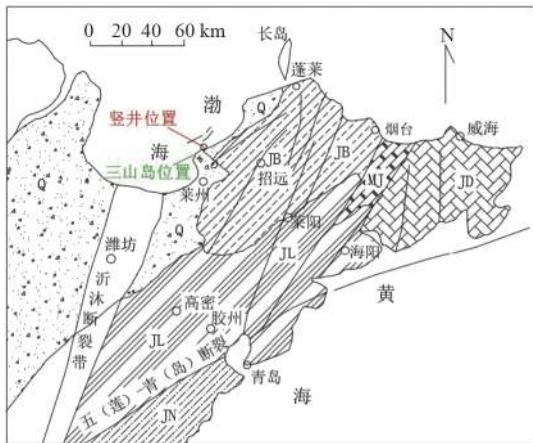 0 20 40 60 km
长岛
N
蓬莱
渤
Q
竖井位置
烟台
威海
海
JB
JB
三山岛位置
招远
MJ
JD
Q
莱州
莱阳
Q
JL
海阳
潍坊
黄
沂沐断裂带
高密
胶州
JL
五(莲)-青(岛)断裂
青岛
海
JN